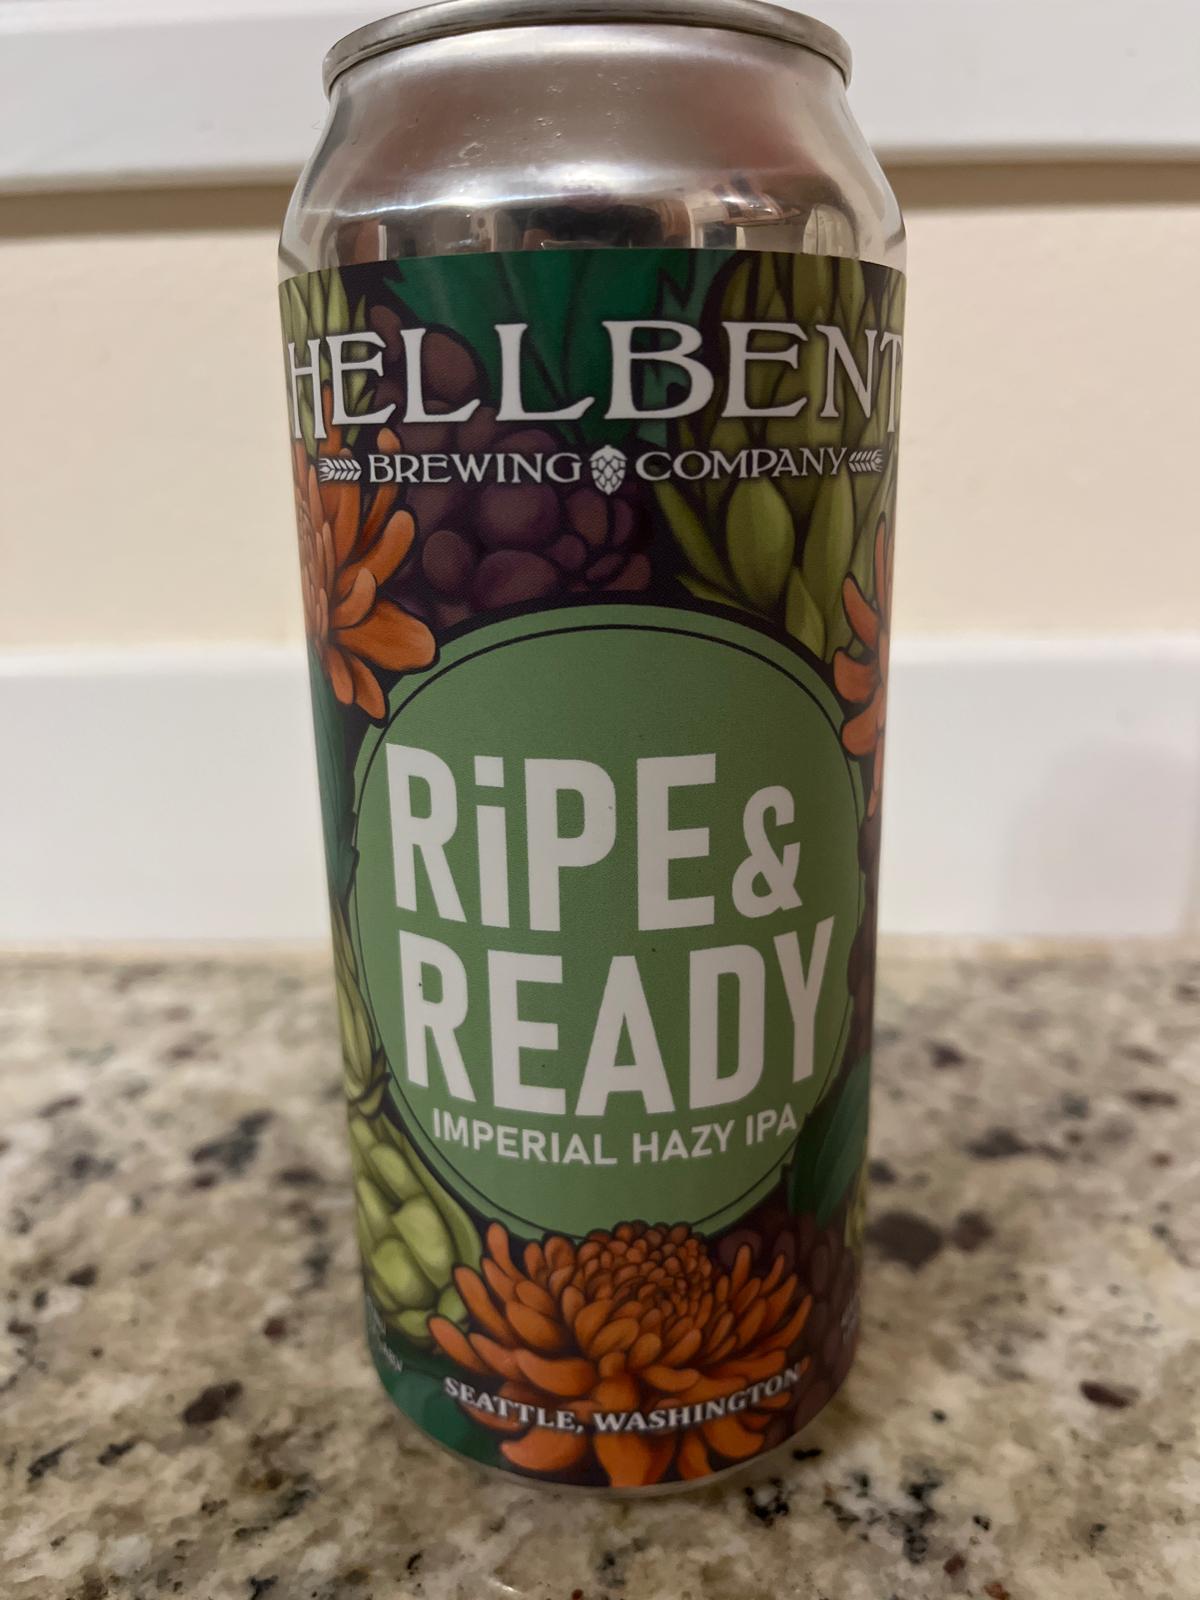 HELLBENT
BREWING COMPANY
RiPE &
READY
IMPERIAL HAZY IPA
SEATTLE, WASHINGTON